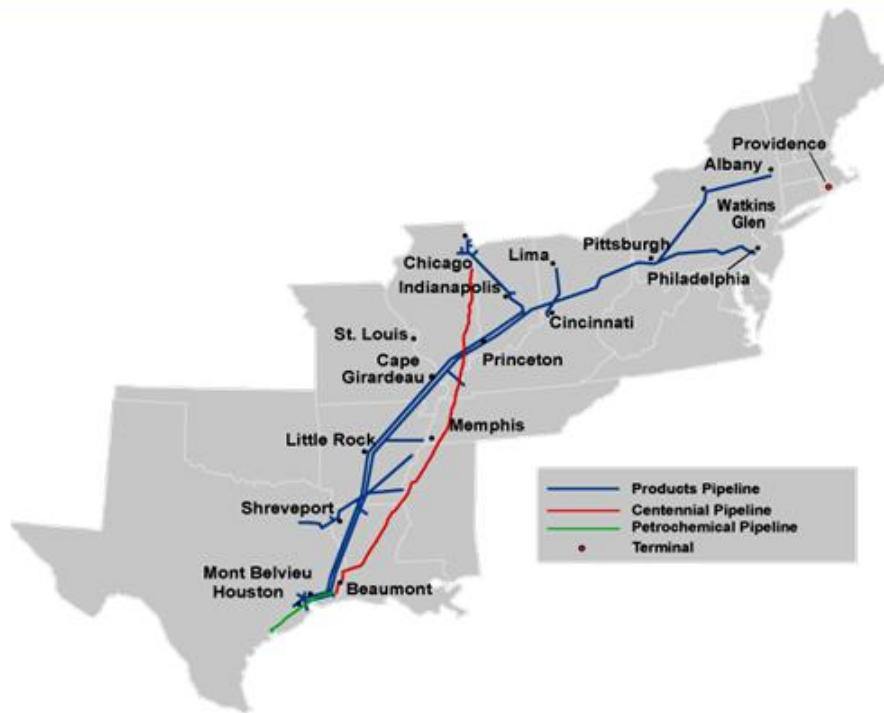 Providence
Albany
Watkins
Glen
Pittsburgh
Philadelphia
Lima
Chicago
Indianapolis
Cincinnati
St. Louis
Princeton
Cape
Girardeau
Memphis
Little Rock
Shreveport
Mont Belvieu
Houston
Beaumont
Products Pipeline
Centennial Pipeline
Petrochemical Pipeline
Terminal